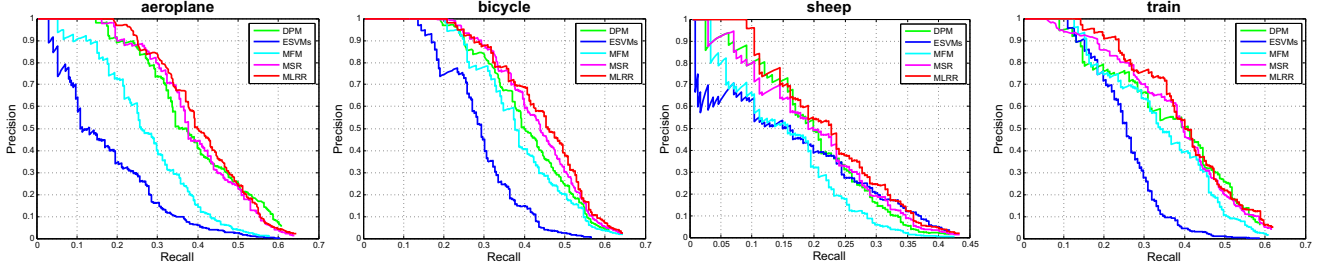 aeroplane
Precision
1
0.9
0.8
0.7
0.6
0.5
0.4
0.3
0.2
0.1
0
0 0.1 0.2 0.3 0.4 0.5 0.6 0.7
Recall
DPM
ESVMs
MFM
MSR
MLRR
bicycle
Precision
1
0.9
0.8
0.7
0.6
0.5
0.4
0.3
0.2
0.1
0
0 0.1 0.2 0.3 0.4 0.5 0.6 0.7
Recall
DPM
ESVMs
MFM
MSR
MLRR
sheep
Precision
1
0.9
0.8
0.7
0.6
0.5
0.4
0.3
0.2
0.1
0
0 0.05 0.1 0.15 0.2 0.25 0.3 0.35 0.4 0.45
Recall
DPM
ESVMs
MFM
MSR
MLRR
train
Precision
1
0.9
0.8
0.7
0.6
0.5
0.4
0.3
0.2
0.1
0
0 0.1 0.2 0.3 0.4 0.5 0.6 0.7
Recall
DPM
ESVMs
MFM
MSR
MLRR